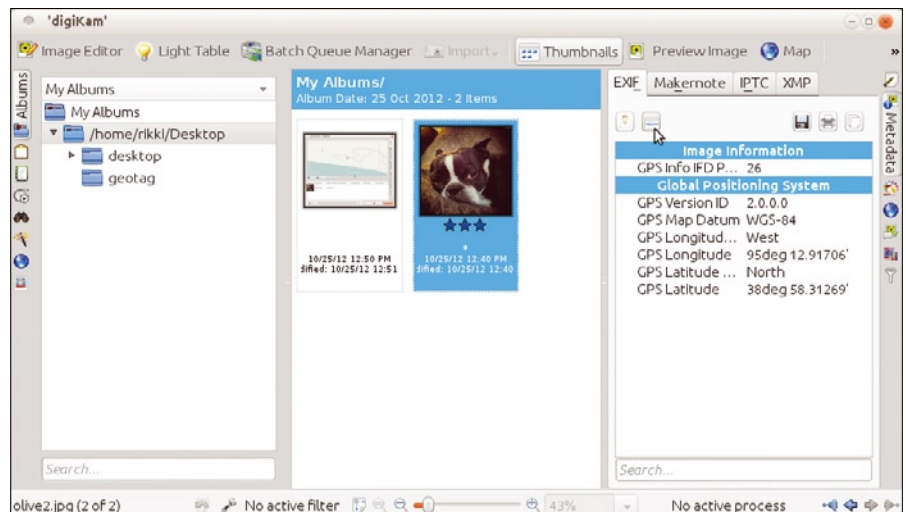 'digiKam'
Image Editor Light Table Batch Queue Manager Import... Thumbnails Preview Image Map »
Albums
My Albums
My Albums
/home/rikki/Desktop
desktop
geotag
Search...
My Albums/
Album Date: 25 Oct 2012 - 2 Items
10/25/12 12:50 PM
dified: 10/25/12 12:51
10/25/12 12:40 PM
dified: 10/25/12 12:40
EXIF Makernote IPTC XMP
Image Information
GPS Info IFD P... 26
Global Positioning System
GPS Version ID 2.0.0.0
GPS Map Datum WGS-84
GPS Longitud... West
GPS Longitude 95deg 12.91706'
GPS Latitude ... North
GPS Latitude 38deg 58.31269'
Search...
Metadata
olive2.jpg (2 of 2) No active filter 43% No active process